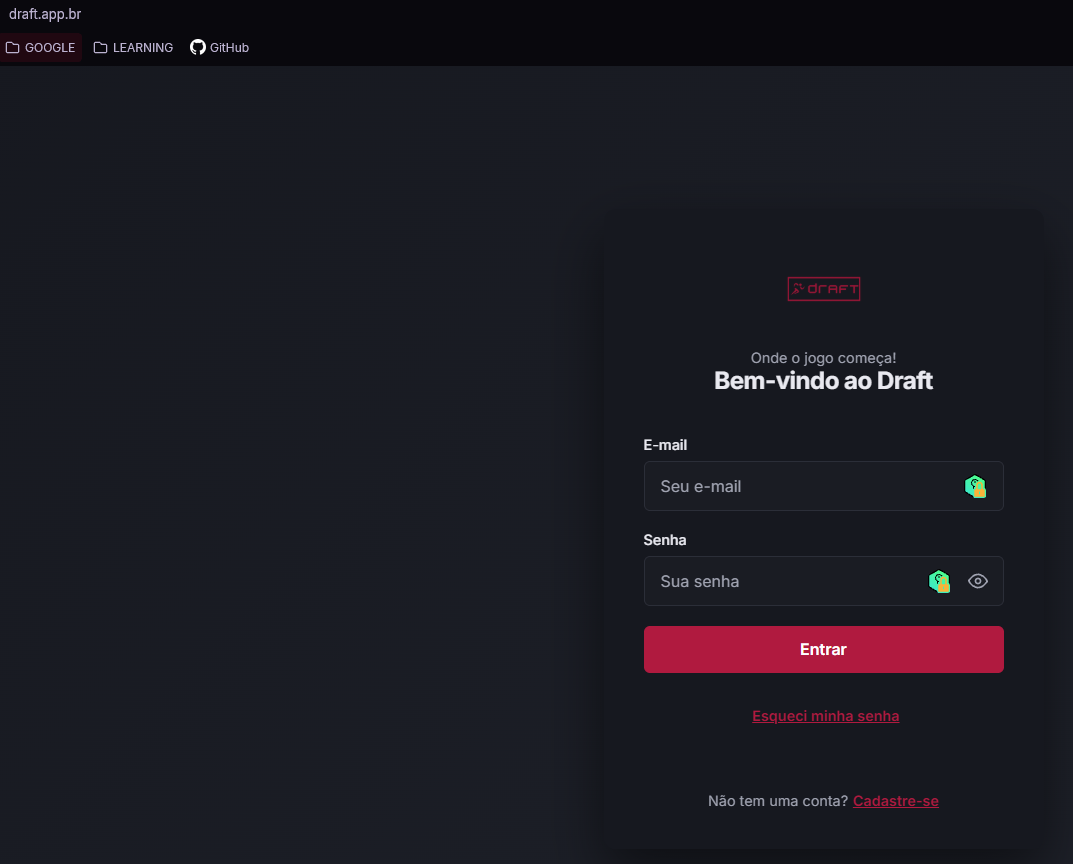 draft.app.br
GOOGLE LEARNING GitHub
DRAFT
Onde o jogo começa!
Bem-vindo ao Draft
E-mail
Seu e-mail
Senha
Sua senha
Entrar
Esqueci minha senha
Não tem uma conta? Cadastre-se